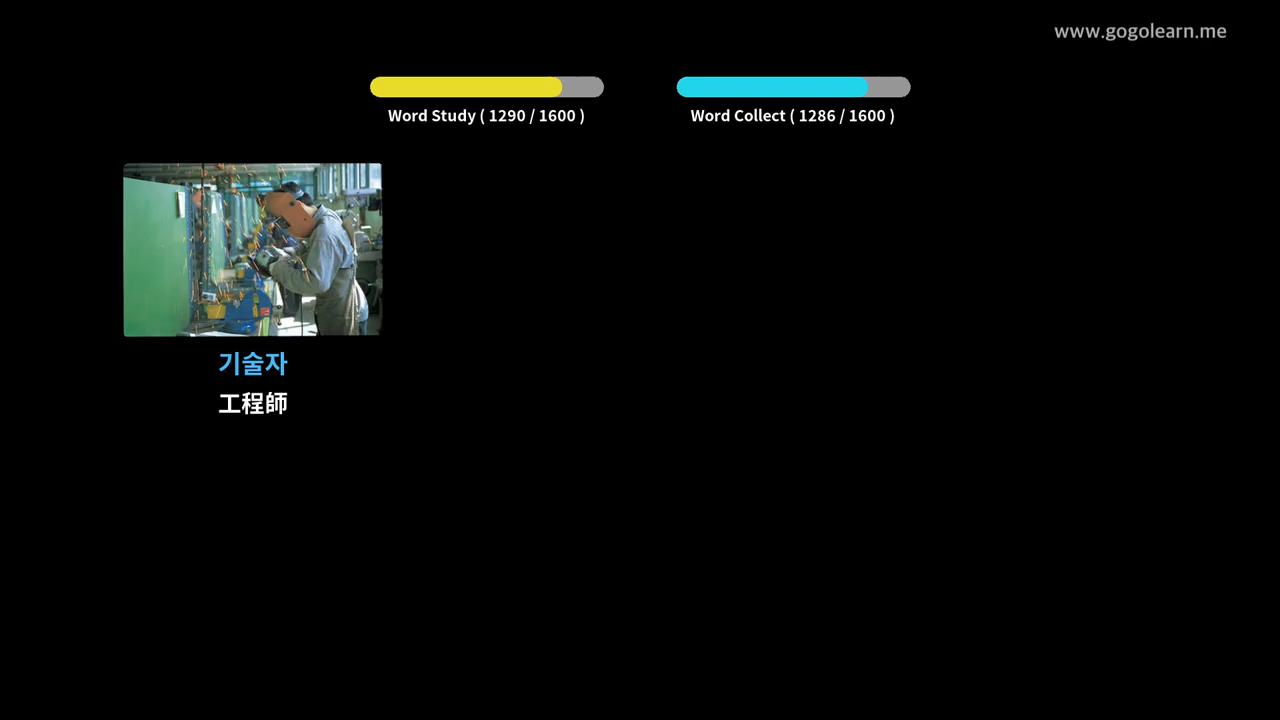 www.gogolearn.me
Word Study ( 1290 / 1600 )
Word Collect ( 1286 / 1600 )
기술자
工程師